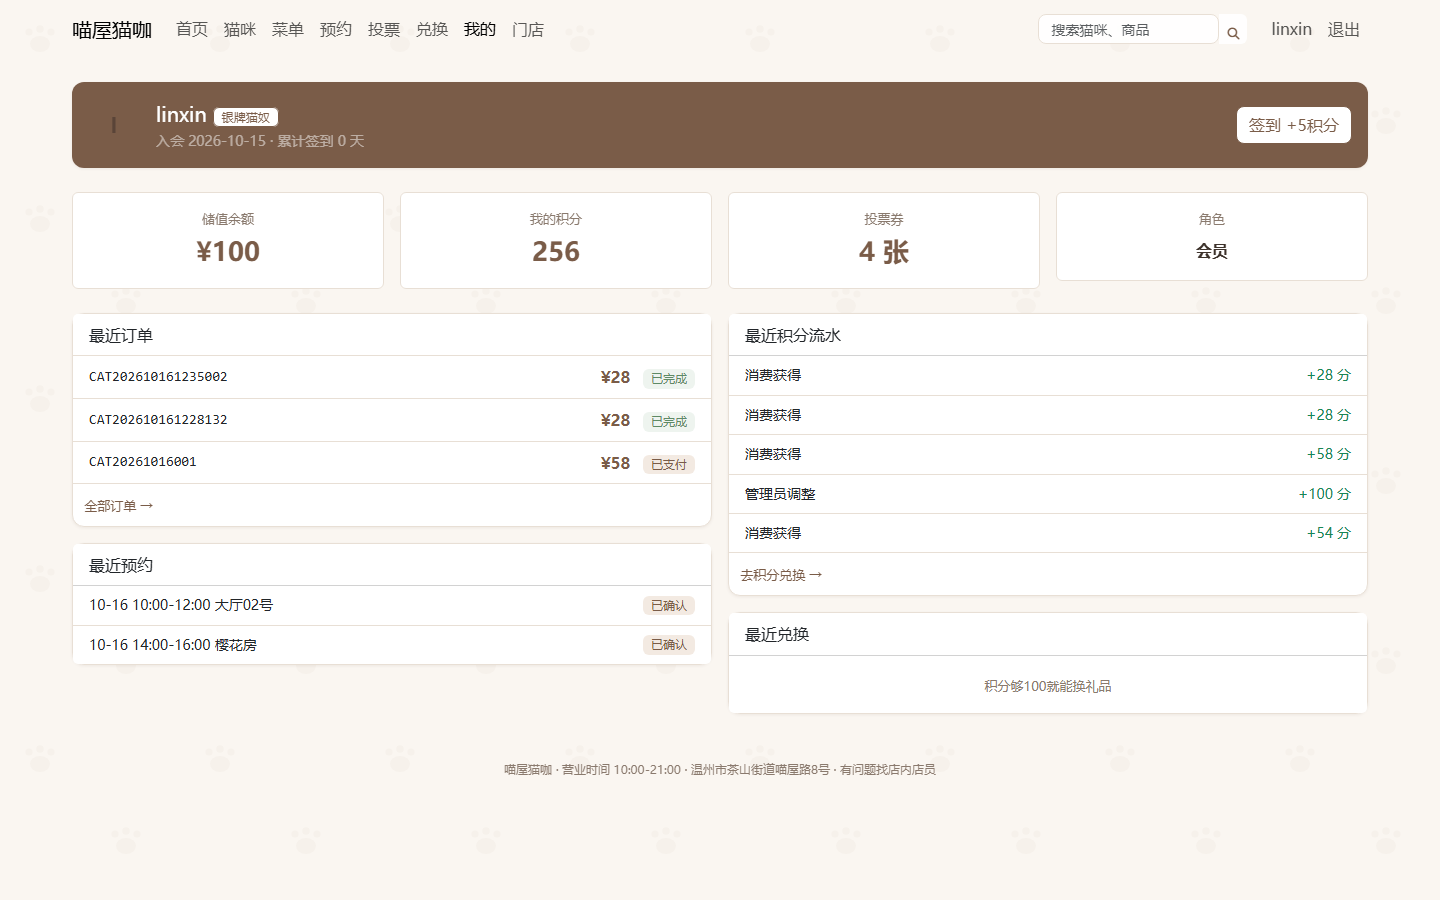 喵屋猫咖 首页 猫咪 菜单 预约 投票 兑换 我的 门店 搜索猫咪、商品 linxin 退出
l
linxin 银牌猫奴
入会 2026-10-15 · 累计签到 0 天
签到 +5积分
储值余额
¥100
我的积分
256
投票券
4 张
角色
会员
最近订单
CAT202610161235002 ¥28 已完成
CAT202610161228132 ¥28 已完成
CAT20261016001 ¥58 已支付
全部订单 →
最近预约
10-16 10:00-12:00 大厅02号 已确认
10-16 14:00-16:00 樱花房 已确认
最近积分流水
消费获得 +28 分
消费获得 +28 分
消费获得 +58 分
管理员调整 +100 分
消费获得 +54 分
去积分兑换 →
最近兑换
积分够100就能换礼品
喵屋猫咖 · 营业时间 10:00-21:00 · 温州市茶山街道喵屋路8号 · 有问题找店内店员